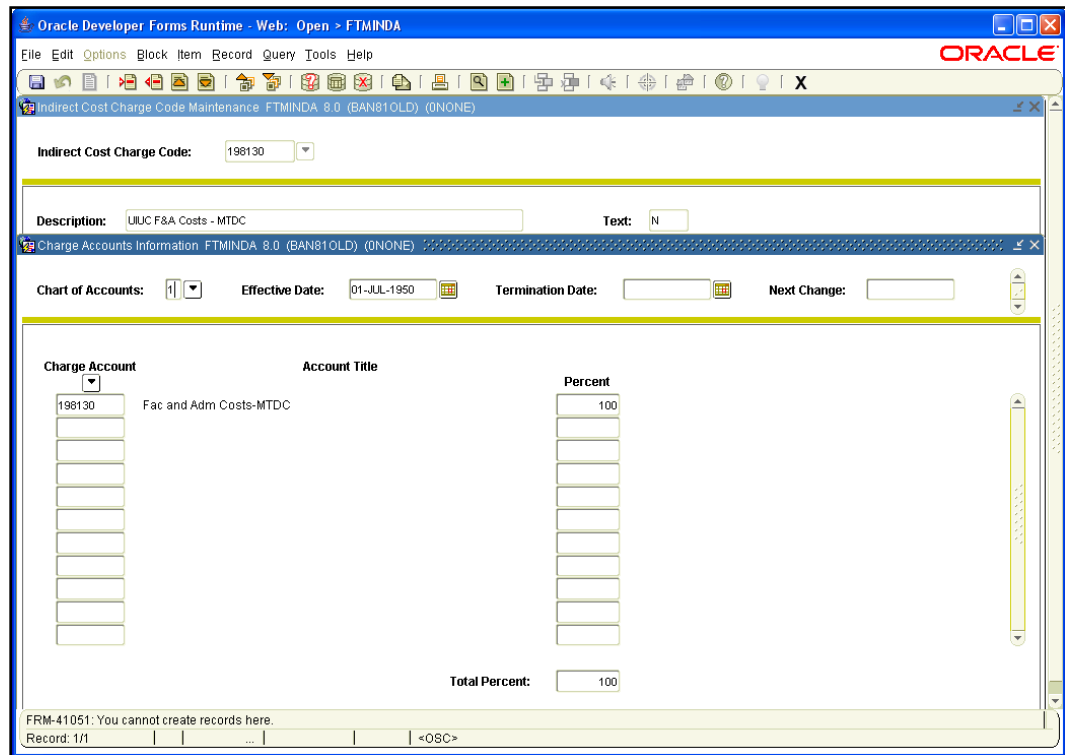 Oracle Developer Forms Runtime - Web: Open > FTMINDA
File Edit Options Block Item Record Query Tools Help
ORACLE
X
Indirect Cost Charge Code Maintenance FTMINDA 8.0 (BAN81OLD) (0NONE)
Indirect Cost Charge Code: 198130
Description: UIUC F&A Costs - MTDC Text: N
Charge Accounts Information FTMINDA 8.0 (BAN81OLD) (0NONE)
Chart of Accounts: 1 Effective Date: 01-JUL-1950 Termination Date: Next Change:
Charge Account Account Title
Percent
198130 Fac and Adm Costs-MTDC 100
Total Percent: 100
FRM-41051: You cannot create records here.
Record: 1/1 ... <OSC>